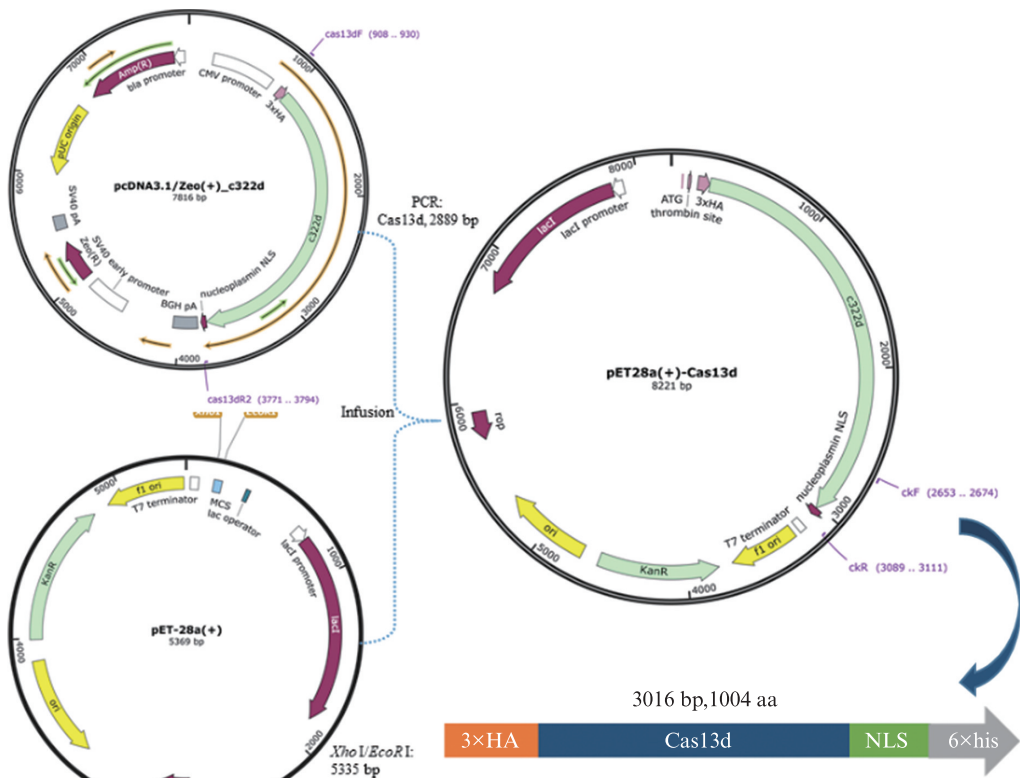 cas13dF (908 .. 930)
7000
1000
Amp(R)
bla promoter
CMV promoter
3xHA
pUC origin
pcDNA3.1/Zeo(+)_c322d
7816 bp
6000
2000
c322d
SV40 pA
Zeo(R)
SV40 early promoter
nucleoplasmin NLS
BGH pA
5000
3000
4000
cas13dR2 (3771 .. 3794)
PCR:
Cas13d, 2889 bp
Infusion
5000
f1 ori
T7 terminator
MCS
lac operator
lacI promoter
1000
KanR
lacI
pET-28a(+)
5369 bp
4000
ori
2000
XhoI/EcoRI:
5335 bp
8000
lacI
lacI promoter
ATG
thrombin site
3xHA
1000
7000
c322d
2000
pET28a(+)-Cas13d
8221 bp
6000
rop
nucleoplasmin NLS
ckF (2653 .. 2674)
3000
T7 terminator
f1 ori
ckR (3089 .. 3111)
ori
5000
KanR
4000
3016 bp,1004 aa
3×HA
Cas13d
NLS
6×his